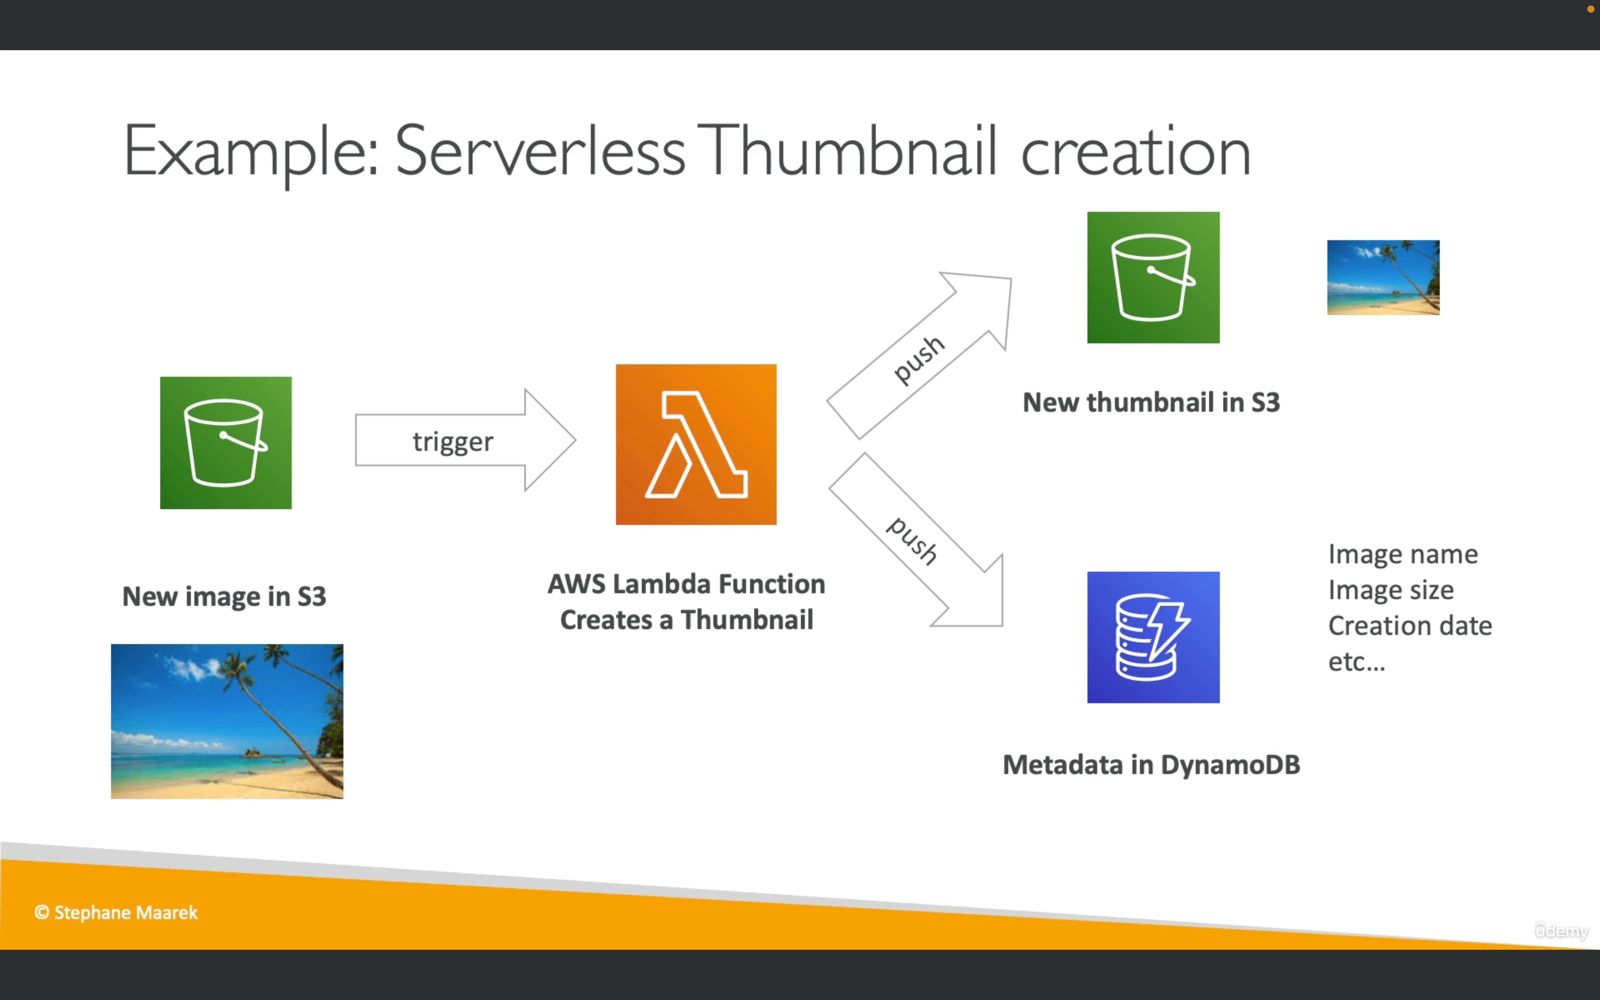 Example: Serverless Thumbnail creation
trigger
push
push
New image in S3
AWS Lambda Function
Creates a Thumbnail
New thumbnail in S3
Image name
Image size
Creation date
etc...
Metadata in DynamoDB
© Stephane Maarek
ûdemy